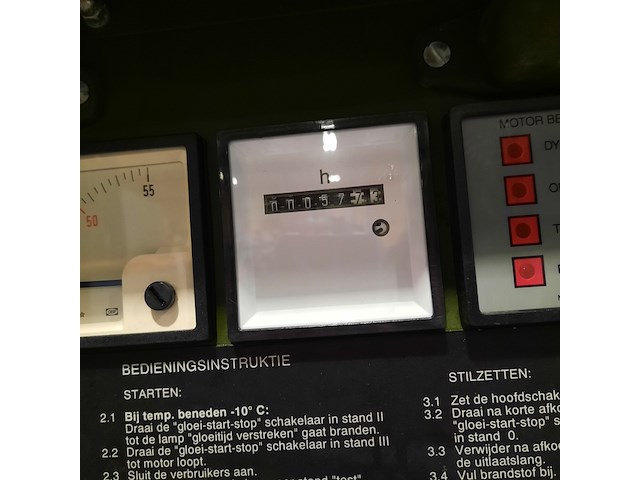 55
50
h
MOTOR BE
DY
BEDIENINGSINSTRUKTIE
STARTEN:
2.1 Bij temp. beneden -10° C:
Draai de "gloei-start-stop" schakelaar in stand II
tot de lamp "gloeitijd verstreken" gaat branden.
2.2 Draai de "gloei-start-stop" schakelaar in stand III
tot motor loopt.
2.3 Sluit de verbruikers aan.
stand "test"
STILZETTEN:
3.1 Zet de hoofdschak
3.2 Draai na korte afko
"gloei-start-stop"
in stand 0.
3.3 Verwijder na afkoe
de uitlaatslang.
3.4 Vul brandstof bij.